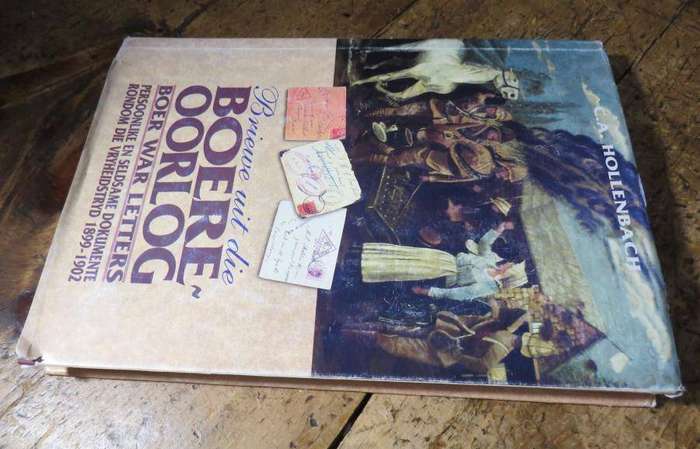 C.A. HOLLENBACH
Briewe uit die
BOERE~
OORLOG
BOER WAR LETTERS
PERSOONLIKE EN SELDSAME DOKUMENTE
RONDOM DIE VRYHEIDSTRYD 1899-1902